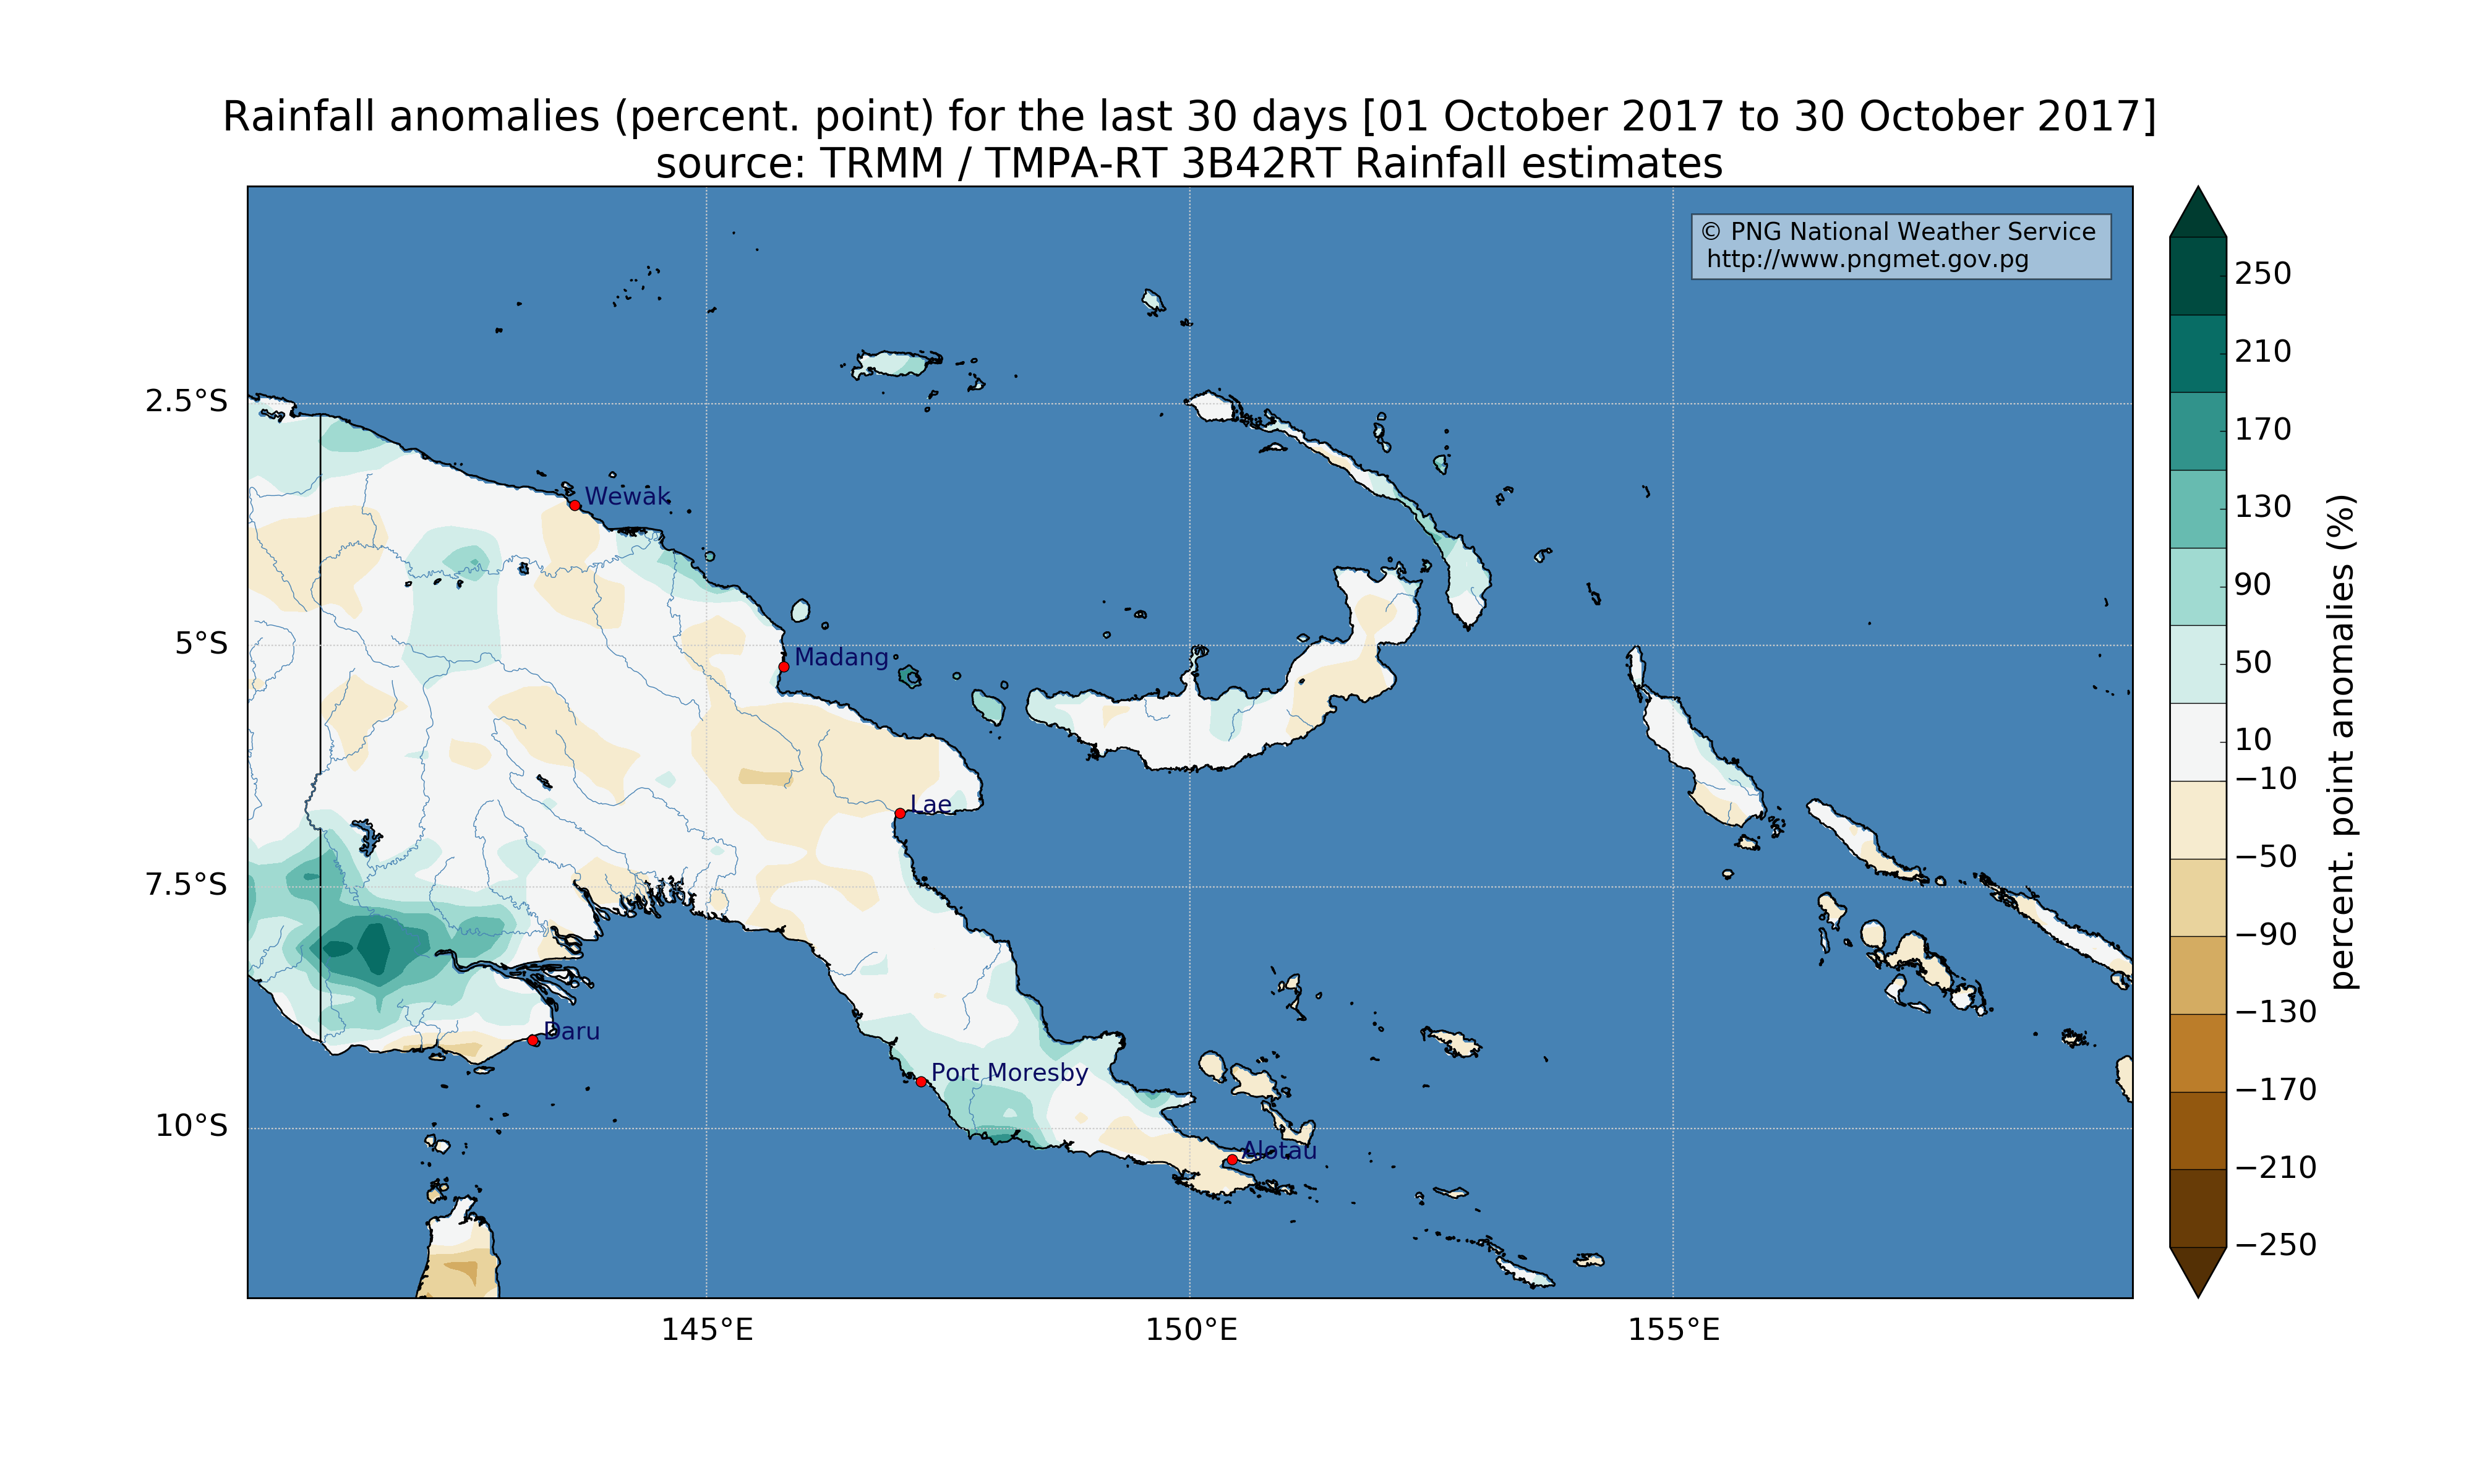 Rainfall anomalies (percent. point) for the last 30 days [01 October 2017 to 30 October 2017]
source: TRMM / TMPA-RT 3B42RT Rainfall estimates
© PNG National Weather Service
http://www.pngmet.gov.pg
2.5°S
5°S
7.5°S
10°S
Wewak
Madang
Lae
Daru
Port Moresby
Alotau
145°E
150°E
155°E
250
210
170
130
90
50
10
−10
−50
−90
−130
−170
−210
−250
percent. point anomalies (%)